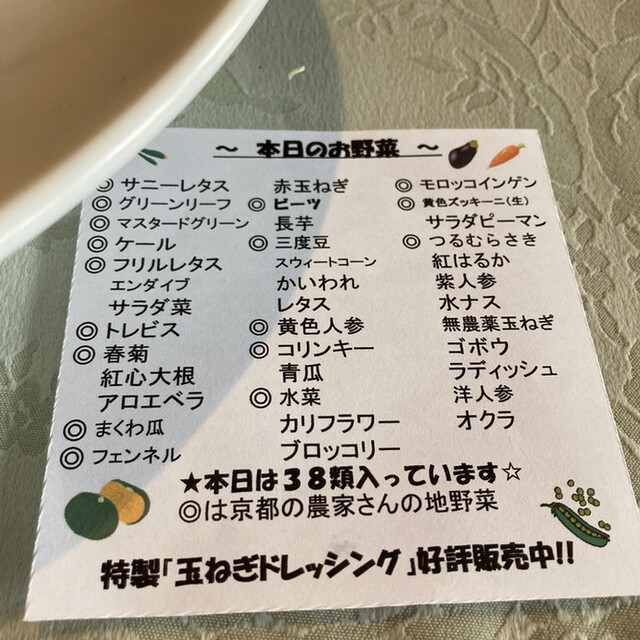 ～ 本日のお野菜 ～
◎ サニーレタス
◎ グリーンリーフ
◎ マスタードグリーン
◎ ケール
◎ フリルレタス
エンダイブ
サラダ菜
◎ トレビス
◎ 春菊
紅心大根
アロエベラ
◎ まくわ瓜
◎ フェンネル
赤玉ねぎ
◎ ビーツ
長芋
◎ 三度豆
スウィートコーン
かいわれ
レタス
◎ 黄色人参
◎ コリンキー
青瓜
◎ 水菜
カリフラワー
ブロッコリー
◎ モロッコインゲン
◎ 黄色ズッキーニ(生)
サラダピーマン
◎ つるむらさき
紅はるか
紫人参
水ナス
無農薬玉ねぎ
ゴボウ
ラディッシュ
洋人参
オクラ
★本日は38類入っています☆
◎は京都の農家さんの地野菜
特製「玉ねぎドレッシング」好評販売中!!